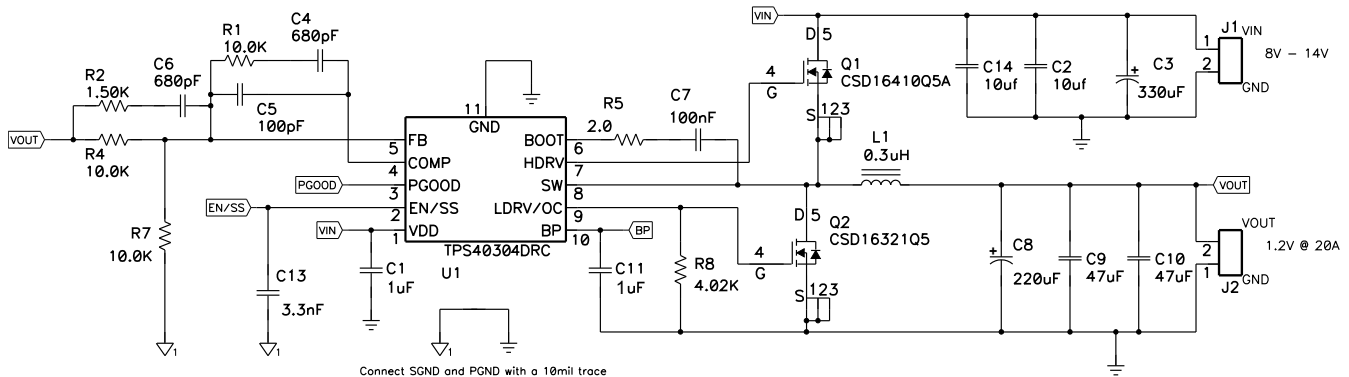 VIN
J1
VIN
1
2
GND
8V – 14V
C14
10uf
C2
10uf
C3
330uF
+
D 5
4
G
Q1
CSD16410Q5A
S 123
R1
10.0K
C4
680pF
C6
680pF
R2
1.50K
C5
100pF
VOUT
R4
10.0K
R7
10.0K
11
GND
FB
5
COMP
4
PGOOD
PGOOD
3
EN/SS
EN/SS
2
VIN
VDD
1
BOOT
6
HDRV
7
SW
8
LDRV/OC
9
BP
10
BP
TPS40304DRC
U1
R5
2.0
C7
100nF
L1
0.3uH
C13
3.3nF
C1
1uF
C11
1uF
R8
4.02K
D 5
4
G
Q2
CSD16321Q5
S 123
+
C8
220uF
C9
47uF
C10
47uF
VOUT
VOUT
2
1
GND
J2
1.2V @ 20A
1
1
1
Connect SGND and PGND with a 10mil trace